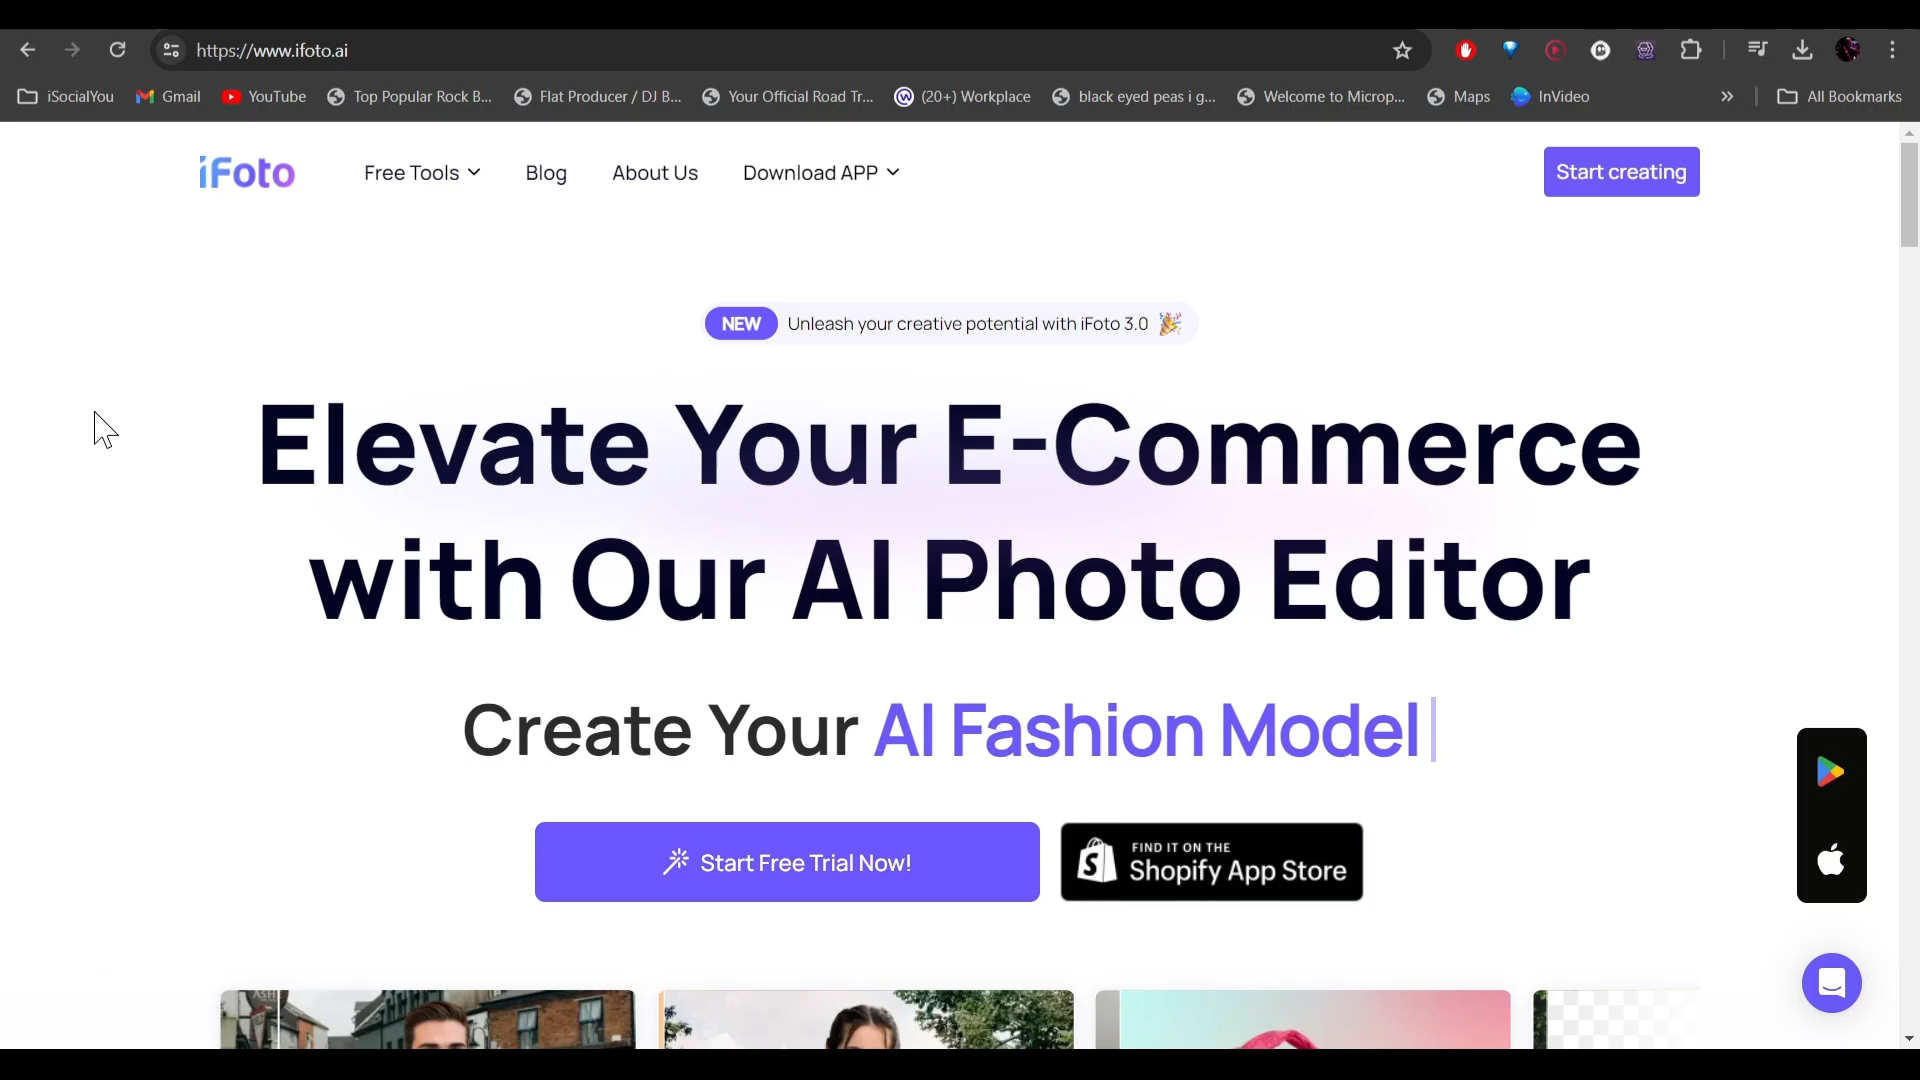 https://www.ifoto.ai
iSocialYou
Gmail
YouTube
Top Popular Rock B...
Flat Producer / DJ B...
Your Official Road Tr...
(20+) Workplace
black eyed peas i g...
Welcome to Microp...
Maps
InVideo
»
All Bookmarks
iFoto
Free Tools
Blog
About Us
Download APP
Start creating
NEW
Unleash your creative potential with iFoto 3.0
Elevate Your E-Commerce
with Our AI Photo Editor
Create Your AI Fashion Model
Start Free Trial Now!
FIND IT ON THE
Shopify App Store